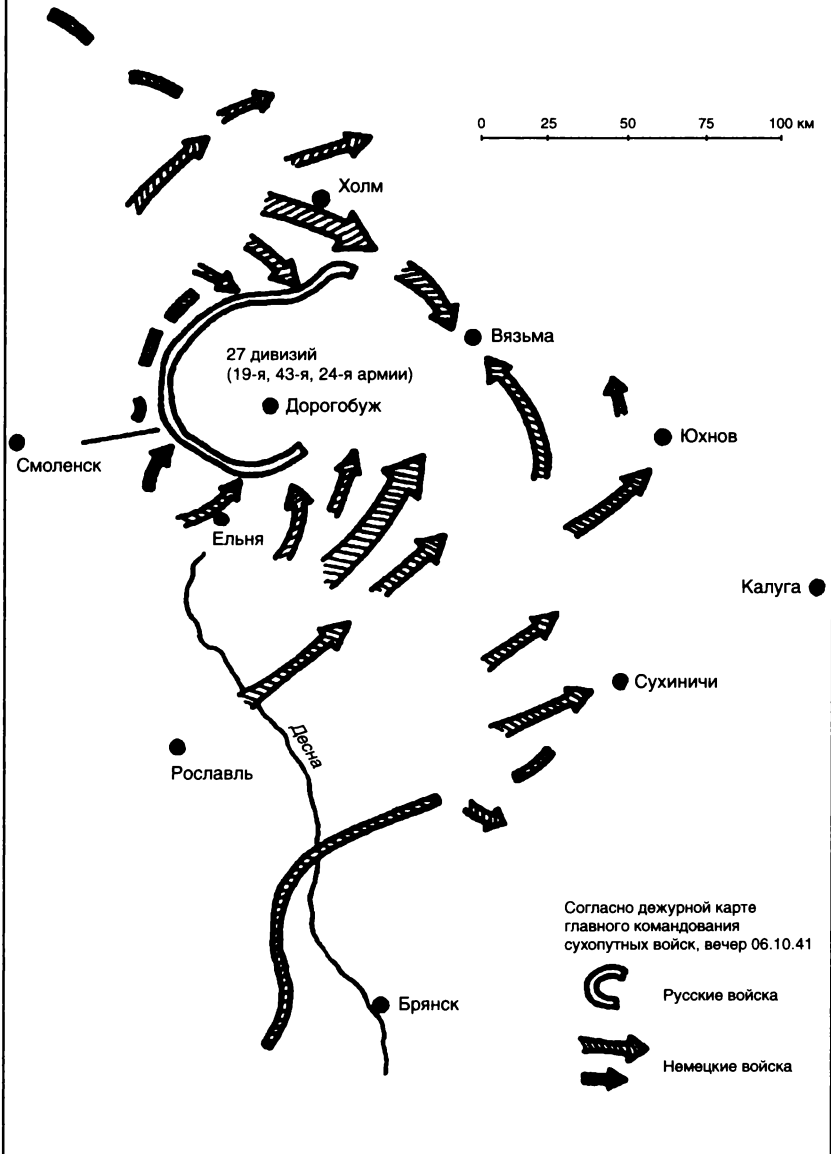 0 25 50 75 100 км
Холм
Вязьма
27 дивизий
(19-я, 43-я, 24-я армии)
Дорогобуж
Юхнов
Смоленск
Ельня
Калуга
Сухиничи
Десна
Рославль
Согласно дежурной карте
главного командования
сухопутных войск, вечер 06.10.41
Русские войска
Брянск
Немецкие войска